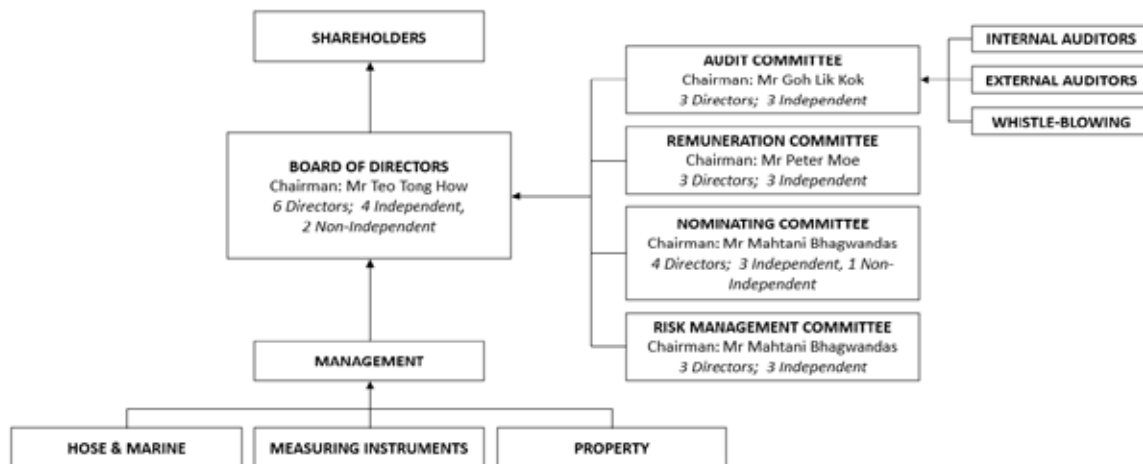 SHAREHOLDERS
BOARD OF DIRECTORS
Chairman: Mr Teo Tong How
6 Directors; 4 Independent,
2 Non-Independent
MANAGEMENT
HOSE & MARINE
MEASURING INSTRUMENTS
PROPERTY
AUDIT COMMITTEE
Chairman: Mr Goh Lik Kok
3 Directors; 3 Independent
REMUNERATION COMMITTEE
Chairman: Mr Peter Moe
3 Directors; 3 Independent
NOMINATING COMMITTEE
Chairman: Mr Mahtani Bhagwandas
4 Directors; 3 Independent, 1 Non-
Independent
RISK MANAGEMENT COMMITTEE
Chairman: Mr Mahtani Bhagwandas
3 Directors; 3 Independent
INTERNAL AUDITORS
EXTERNAL AUDITORS
WHISTLE-BLOWING